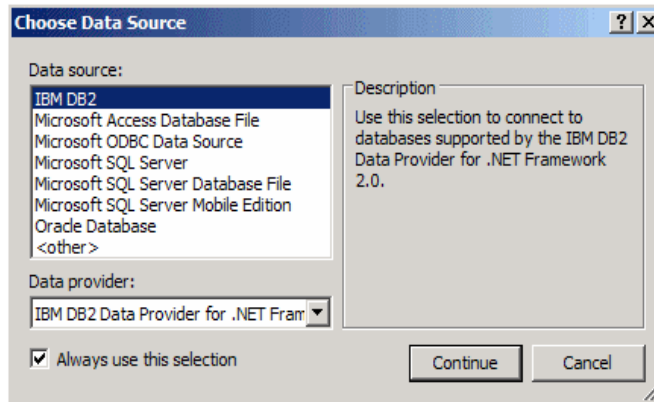 Choose Data Source
Data source:
IBM DB2
Microsoft Access Database File
Microsoft ODBC Data Source
Microsoft SQL Server
Microsoft SQL Server Database File
Microsoft SQL Server Mobile Edition
Oracle Database
<other>
Description
Use this selection to connect to
databases supported by the IBM DB2
Data Provider for .NET Framework
2.0.
Data provider:
IBM DB2 Data Provider for .NET Fram
Always use this selection
Continue
Cancel